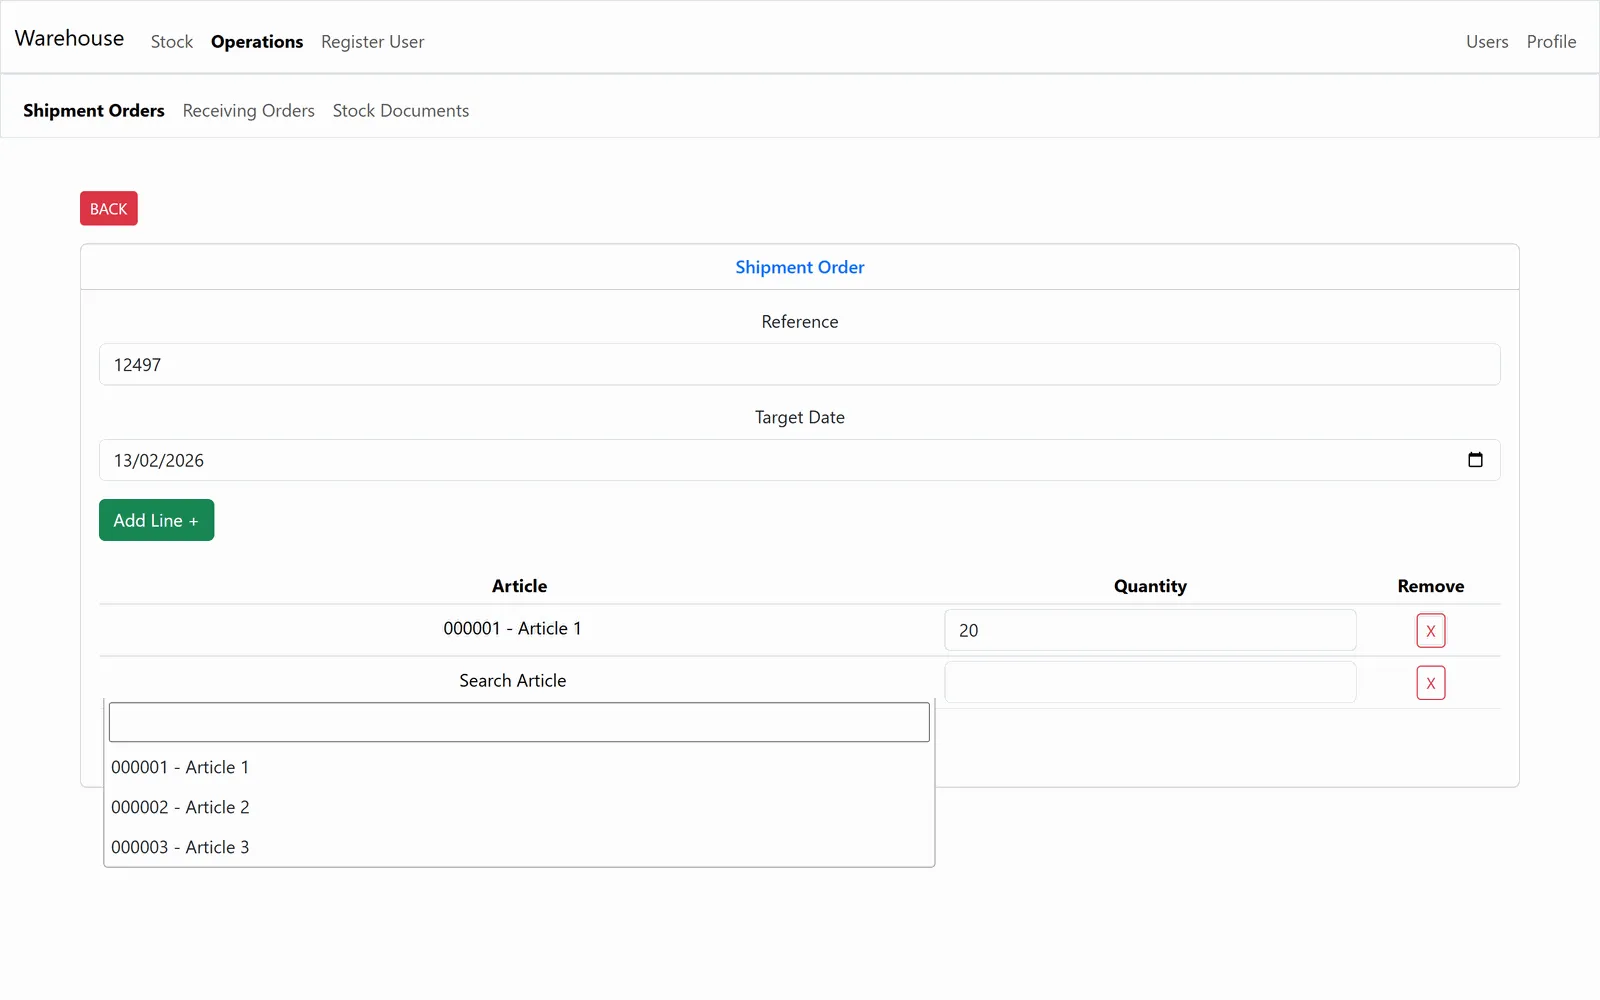 Warehouse Stock Operations Register User Users Profile
Shipment Orders Receiving Orders Stock Documents
BACK
Shipment Order
Reference
12497
Target Date
13/02/2026
Add Line +
Article Quantity Remove
000001 - Article 1 20 X
Search Article X
000001 - Article 1
000002 - Article 2
000003 - Article 3